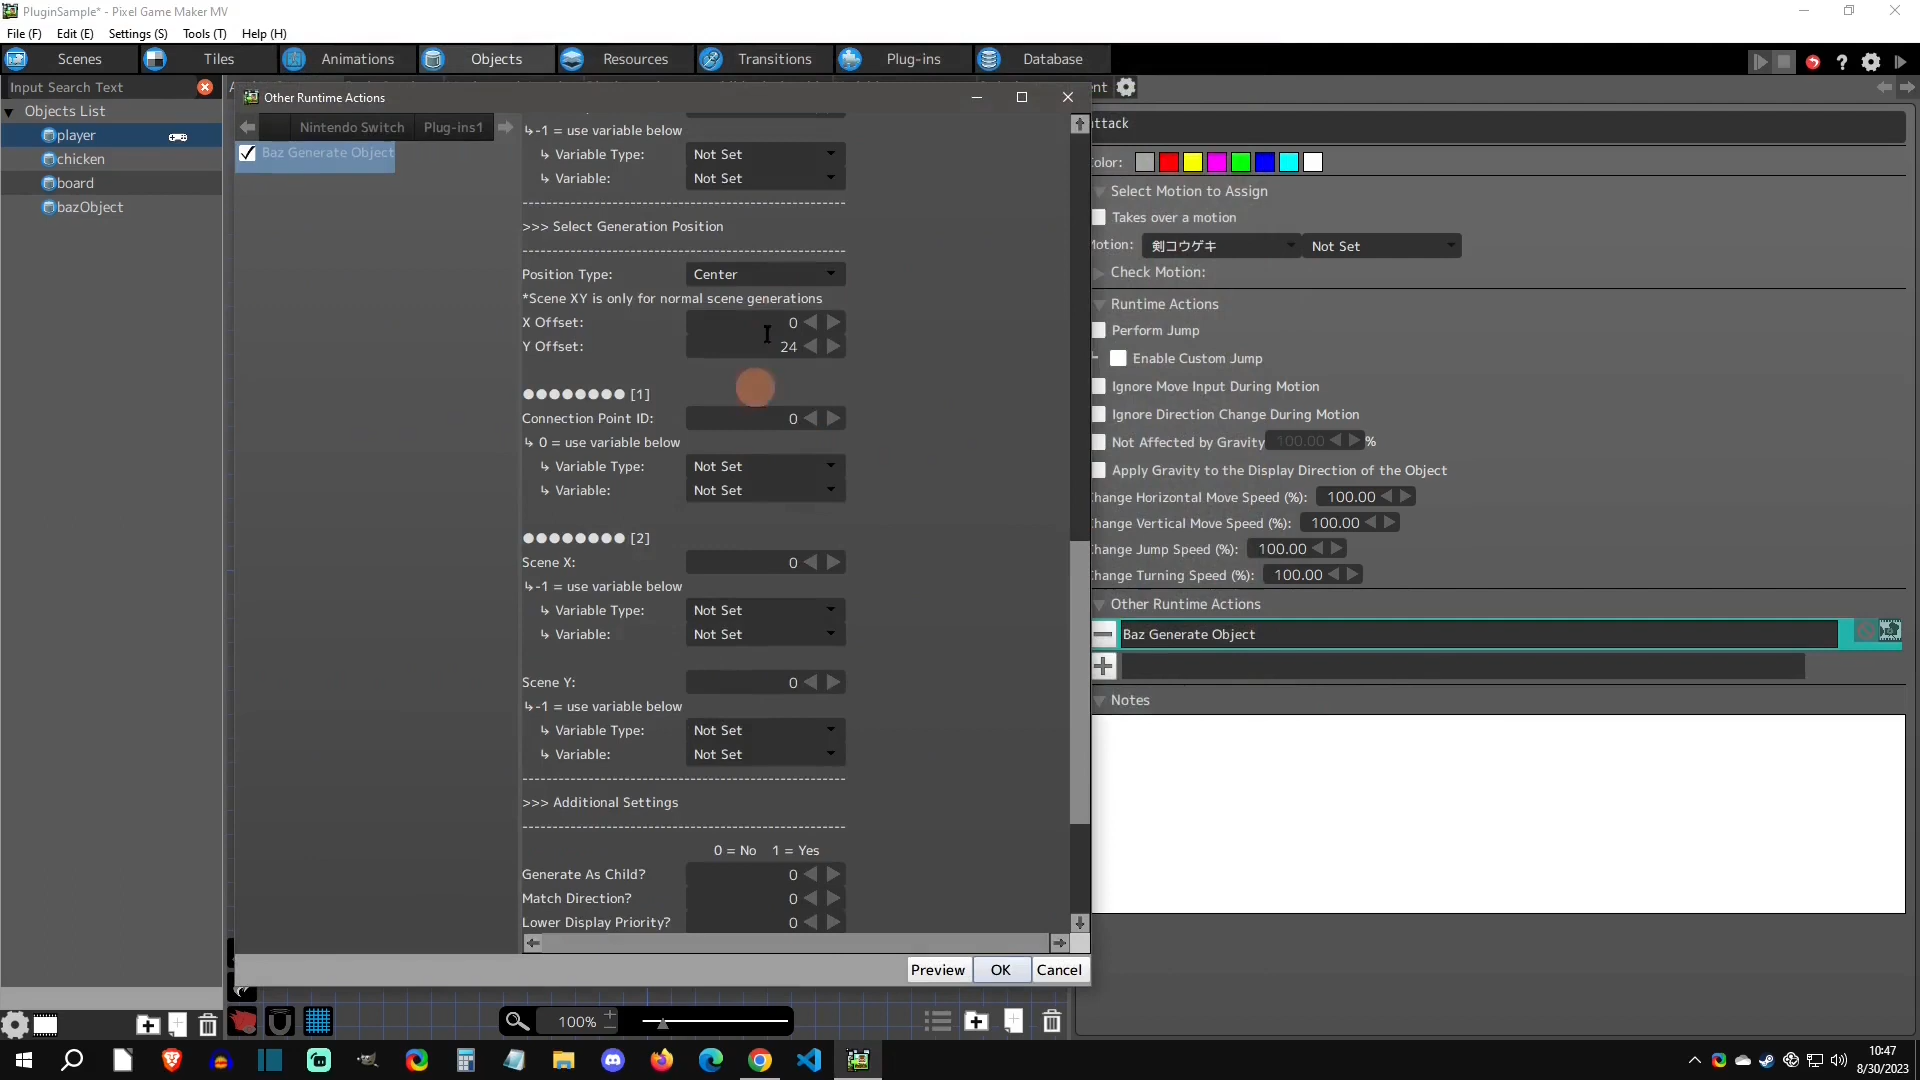 PluginSample* - Pixel Game Maker MV
File (F) Edit (E) Settings (S) Tools (T) Help (H)
Scenes Tiles Animations Objects Resources Transitions Plug-ins Database
Input Search Text
Objects List
player
chicken
board
bazObject
Other Runtime Actions
Nintendo Switch Plug-ins1
Baz Generate Object
↳-1 = use variable below
↳ Variable Type: Not Set
↳ Variable: Not Set
>>> Select Generation Position
Position Type: Center
*Scene XY is only for normal scene generations
X Offset: 0
Y Offset: 24
●●●●●●●● [1]
Connection Point ID: 0
↳ 0 = use variable below
↳ Variable Type: Not Set
↳ Variable: Not Set
●●●●●●●● [2]
Scene X: 0
↳-1 = use variable below
↳ Variable Type: Not Set
↳ Variable: Not Set
Scene Y: 0
↳-1 = use variable below
↳ Variable Type: Not Set
↳ Variable: Not Set
>>> Additional Settings
0 = No 1 = Yes
Generate As Child? 0
Match Direction? 0
Lower Display Priority? 0
Preview OK Cancel
100%
nt
ttack
olor:
Select Motion to Assign
Takes over a motion
otion: 剣コウゲキ Not Set
Check Motion:
Runtime Actions
Perform Jump
Enable Custom Jump
Ignore Move Input During Motion
Ignore Direction Change During Motion
Not Affected by Gravity 100.00 %
Apply Gravity to the Display Direction of the Object
hange Horizontal Move Speed (%): 100.00
hange Vertical Move Speed (%): 100.00
hange Jump Speed (%): 100.00
hange Turning Speed (%): 100.00
Other Runtime Actions
Baz Generate Object
Notes
10:47
8/30/2023